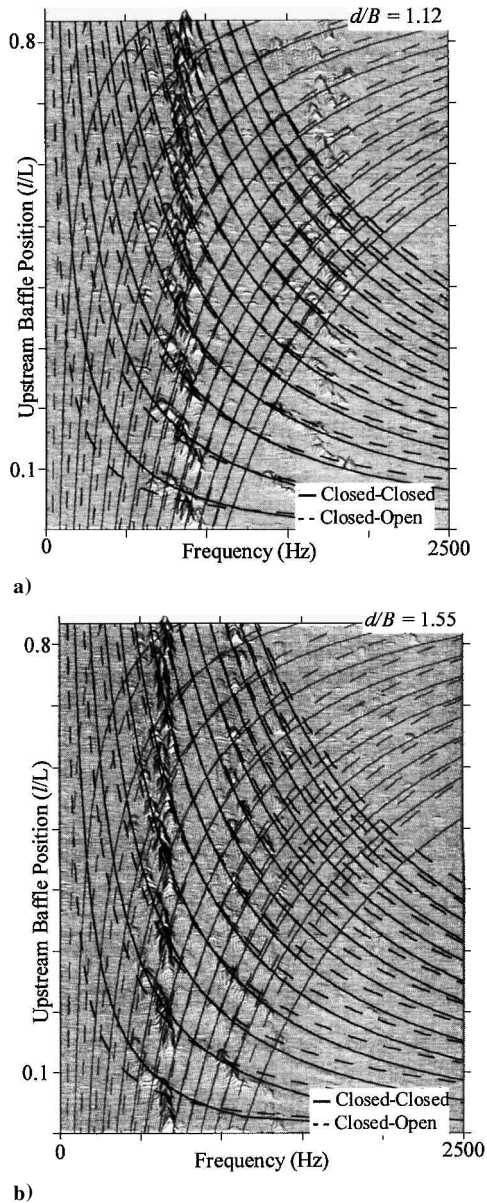 d/B = 1.12
0.8
Upstream Baffle Position (l/L)
0.1
Closed-Closed
Closed-Open
0
Frequency (Hz)
2500
a)
d/B = 1.55
0.8
Upstream Baffle Position (l/L)
0.1
Closed-Closed
Closed-Open
0
Frequency (Hz)
2500
b)